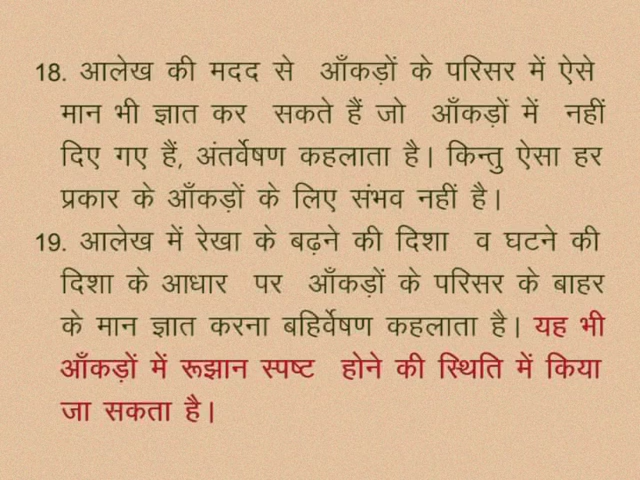 18. आलेख की मदद से आँकड़ों के परिसर में ऐसे
मान भी ज्ञात कर सकते हैं जो आँकड़ों में नहीं
दिए गए हैं, अंतर्वेषण कहलाता है। किन्तु ऐसा हर
प्रकार के आँकड़ों के लिए संभव नहीं है।
19. आलेख में रेखा के बढ़ने की दिशा व घटने की
दिशा के आधार पर आँकड़ों के परिसर के बाहर
के मान ज्ञात करना बहिर्वेषण कहलाता है। यह भी
आँकड़ों में रूझान स्पष्ट होने की स्थिति में किया
जा सकता है।